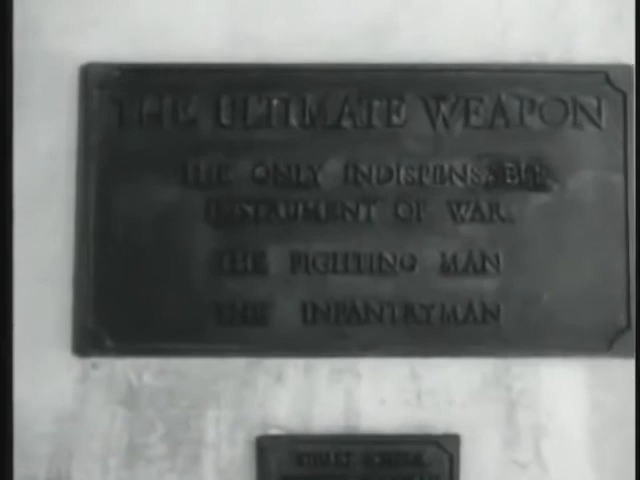 THE ULTIMATE WEAPON
THE ONLY INDISPENSABLE
INSTRUMENT OF WAR.
THE FIGHTING MAN
THE INFANTRYMAN